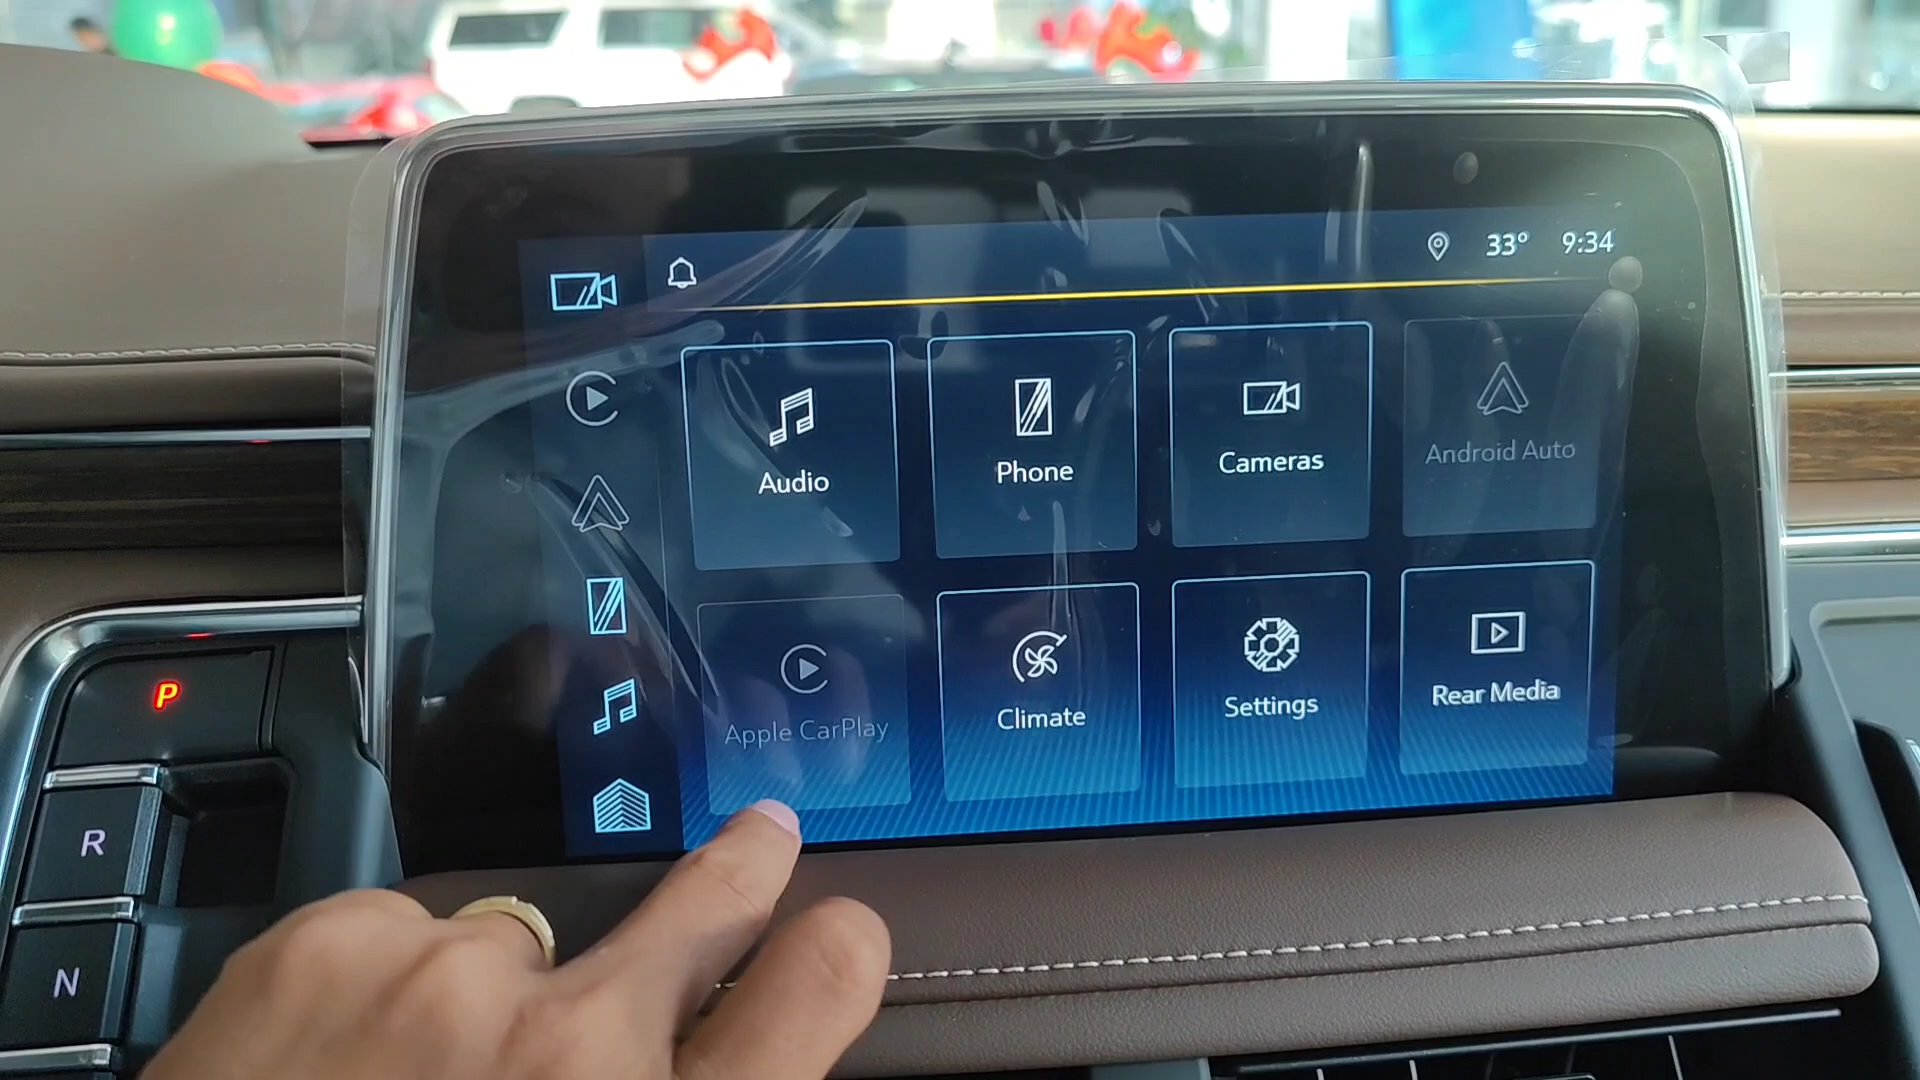 33° 9:34
Audio
Phone
Cameras
Android Auto
Apple CarPlay
Climate
Settings
Rear Media
P
R
N